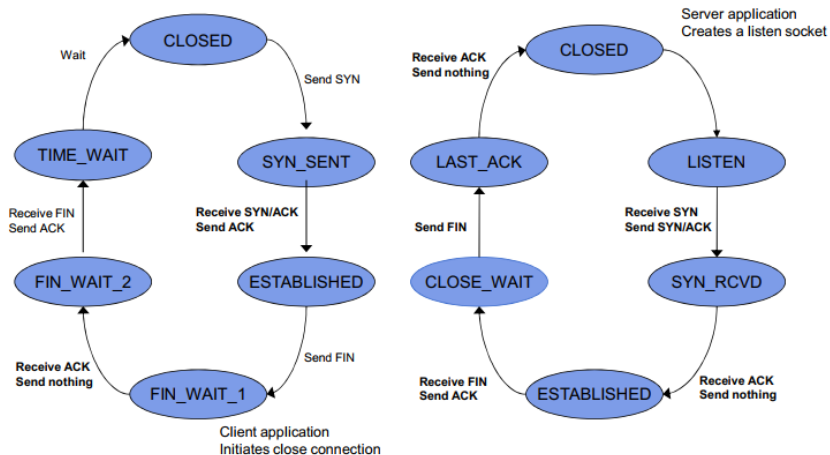 CLOSED
Wait
Send SYN
TIME_WAIT
SYN_SENT
Receive FIN
Send ACK
Receive SYN/ACK
Send ACK
FIN_WAIT_2
ESTABLISHED
Receive ACK
Send nothing
Send FIN
FIN_WAIT_1
Client application
Initiates close connection
Server application
Creates a listen socket
CLOSED
Receive ACK
Send nothing
LAST_ACK
LISTEN
Send FIN
Receive SYN
Send SYN/ACK
CLOSE_WAIT
SYN_RCVD
Receive FIN
Send ACK
Receive ACK
Send nothing
ESTABLISHED